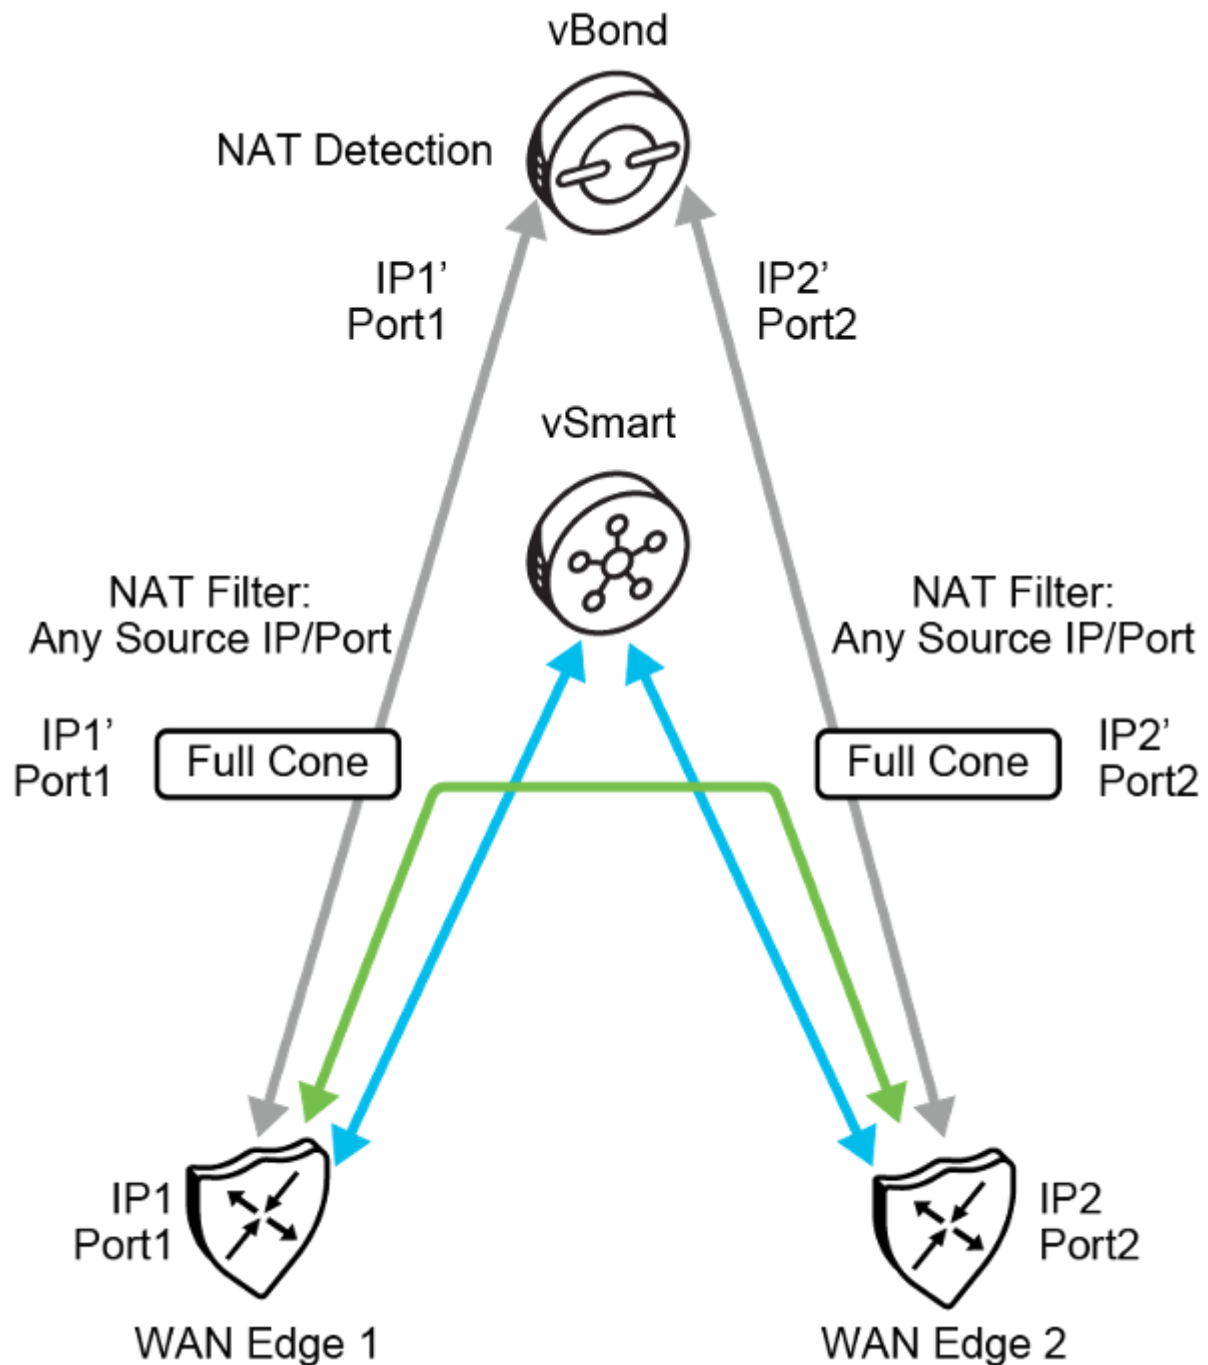 vBond
NAT Detection
IP1’
Port1
IP2’
Port2
vSmart
NAT Filter:
Any Source IP/Port
NAT Filter:
Any Source IP/Port
IP1’
Port1
Full Cone
Full Cone
IP2’
Port2
IP1
Port1
IP2
Port2
WAN Edge 1
WAN Edge 2